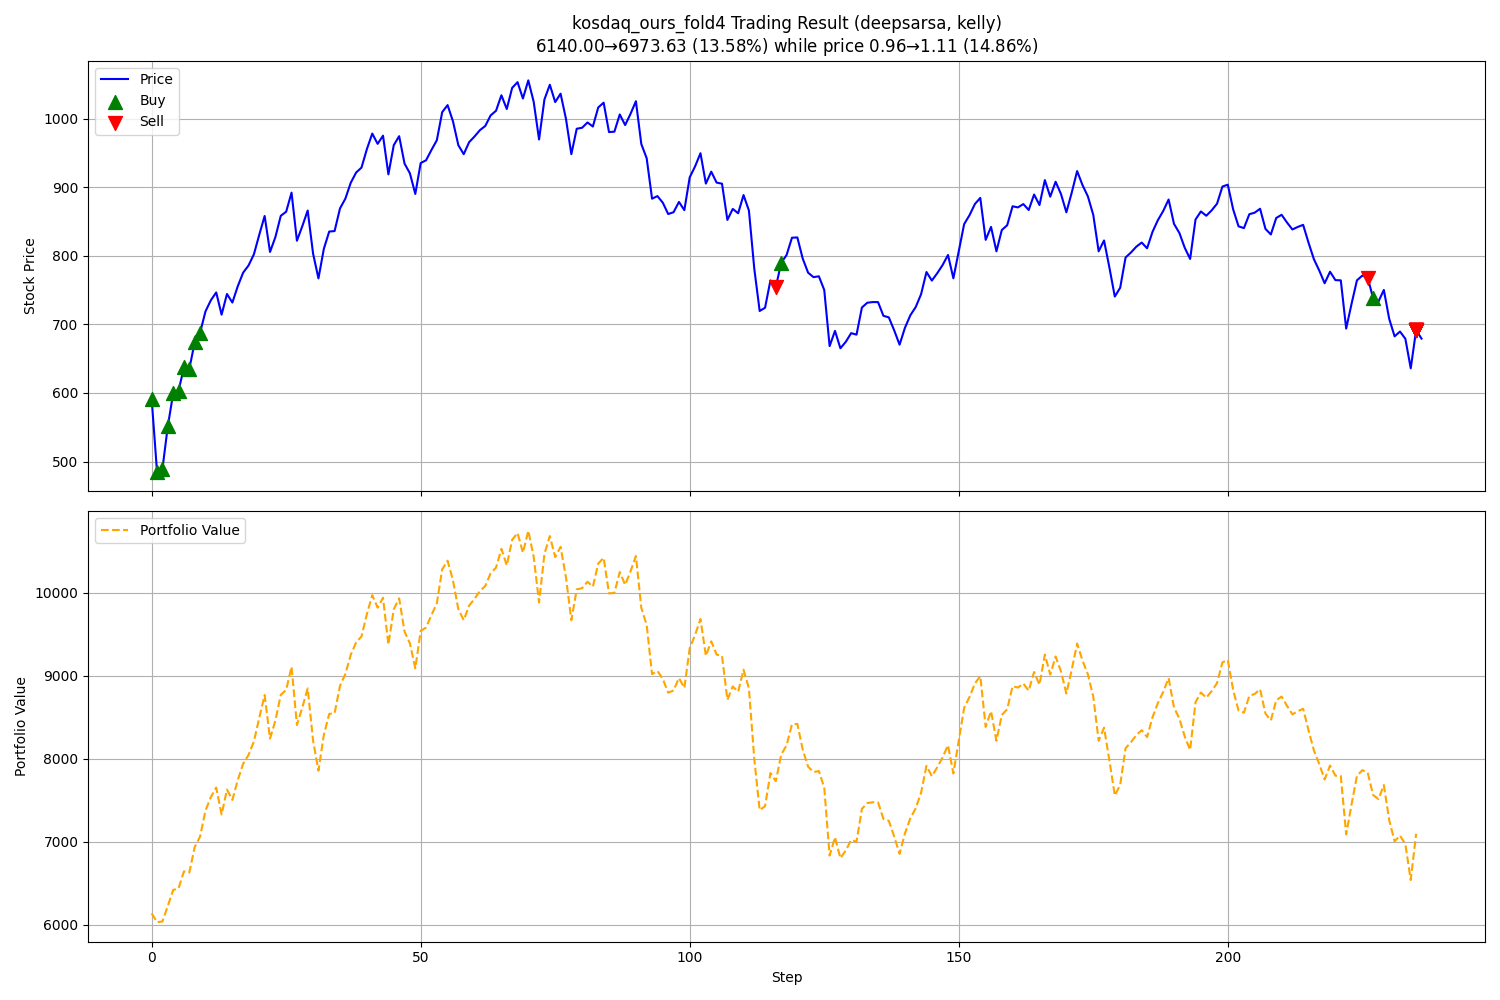 kosdaq_ours_fold4 Trading Result (deepsarsa, kelly)
6140.00→6973.63 (13.58%) while price 0.96→1.11 (14.86%)
Price
Buy
Sell
Stock Price
1000
900
800
700
600
500
Portfolio Value
Portfolio Value
10000
9000
8000
7000
6000
0
50
100
150
200
Step